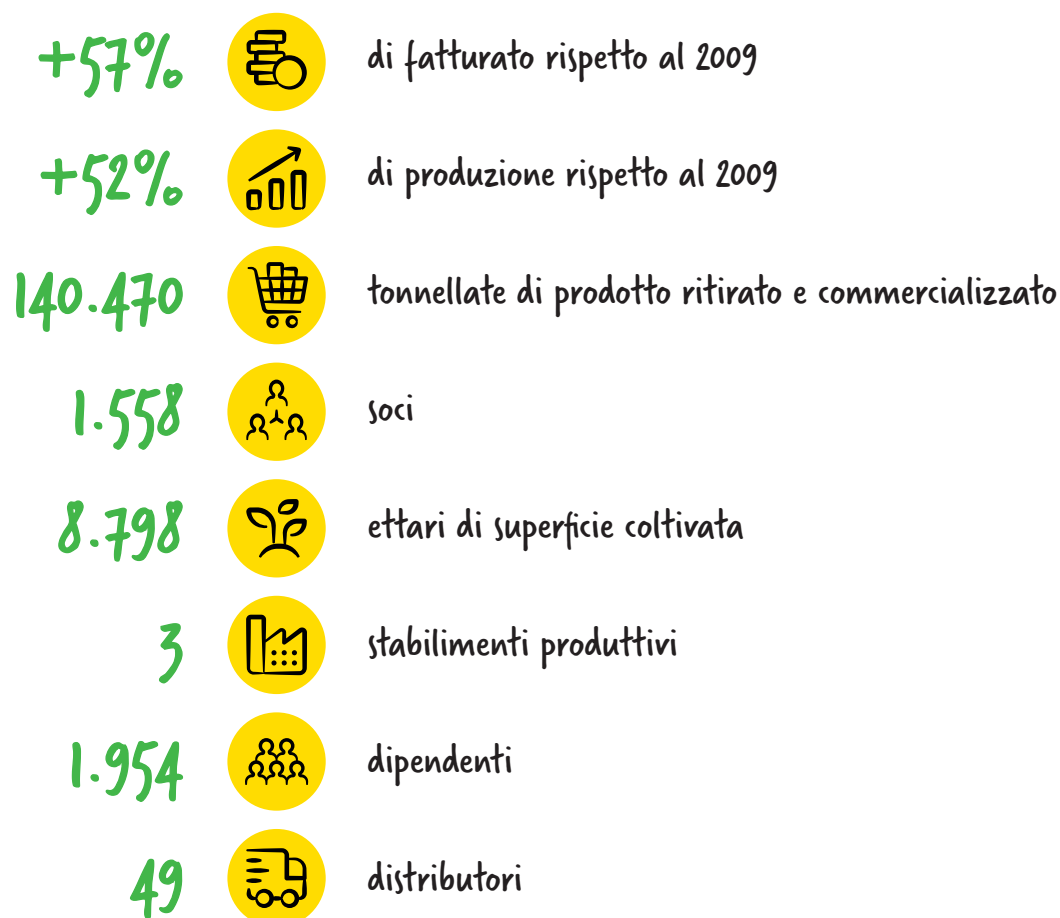 +57% di fatturato rispetto al 2009
+52% di produzione rispetto al 2009
140.470 tonnellate di prodotto ritirato e commercializzato
1.558 soci
8.798 ettari di superficie coltivata
3 stabilimenti produttivi
1.954 dipendenti
49 distributori